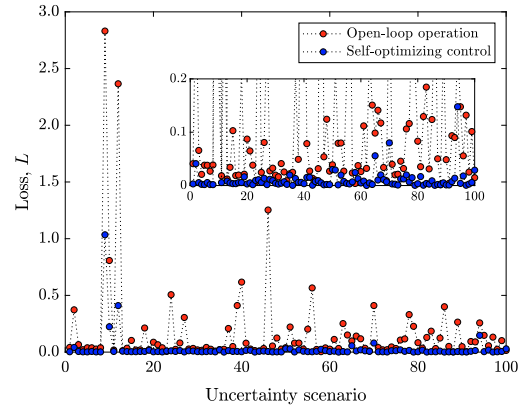 3.0
2.5
2.0
1.5
1.0
0.5
0.0
Loss, L
Open-loop operation
Self-optimizing control
0.2
0.1
0
0 20 40 60 80 100
0 20 40 60 80 100
Uncertainty scenario